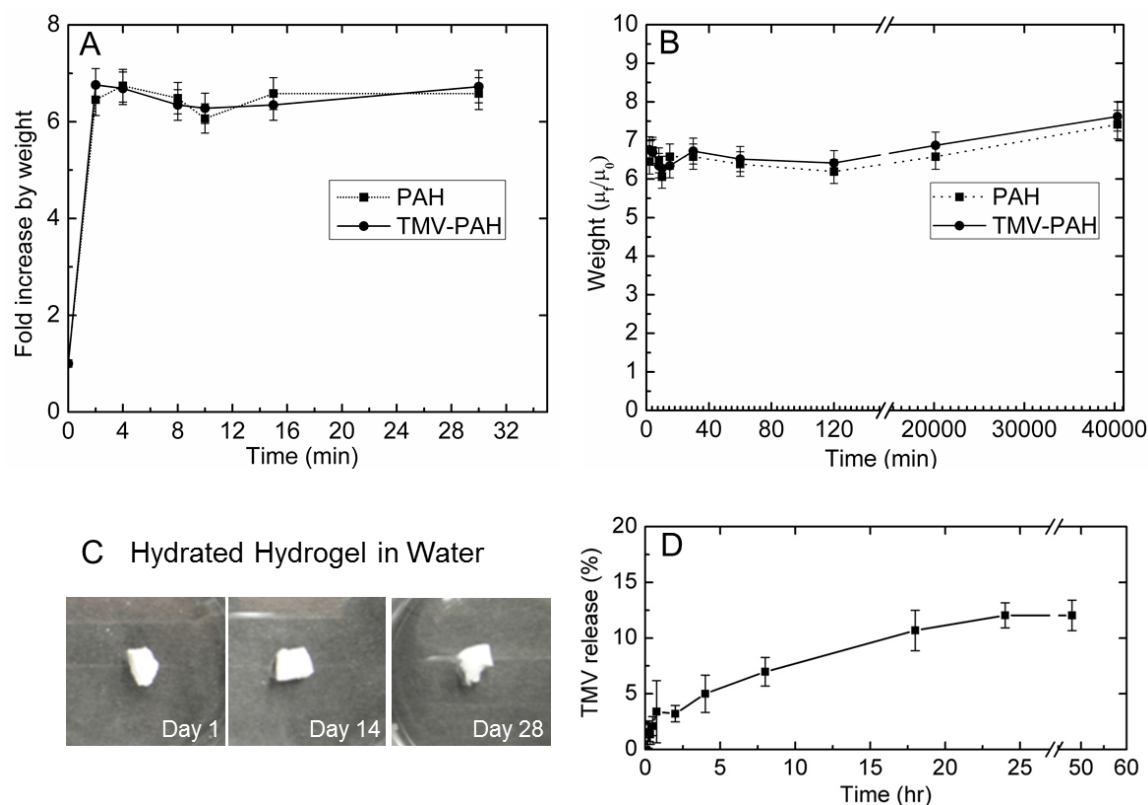 A
Fold increase by weight
8
6
4
2
0
PAH
TMV-PAH
0 4 8 12 16 20 24 28 32
Time (min)
B
Weight (μf/μ0)
10
9
8
7
6
5
4
3
2
1
0
PAH
TMV-PAH
0 40 80 120 20000 40000
Time (min)
C Hydrated Hydrogel in Water
Day 1
Day 14
Day 28
D
TMV release (%)
20
15
10
5
0
0 5 10 15 20 25 50 60
Time (hr)